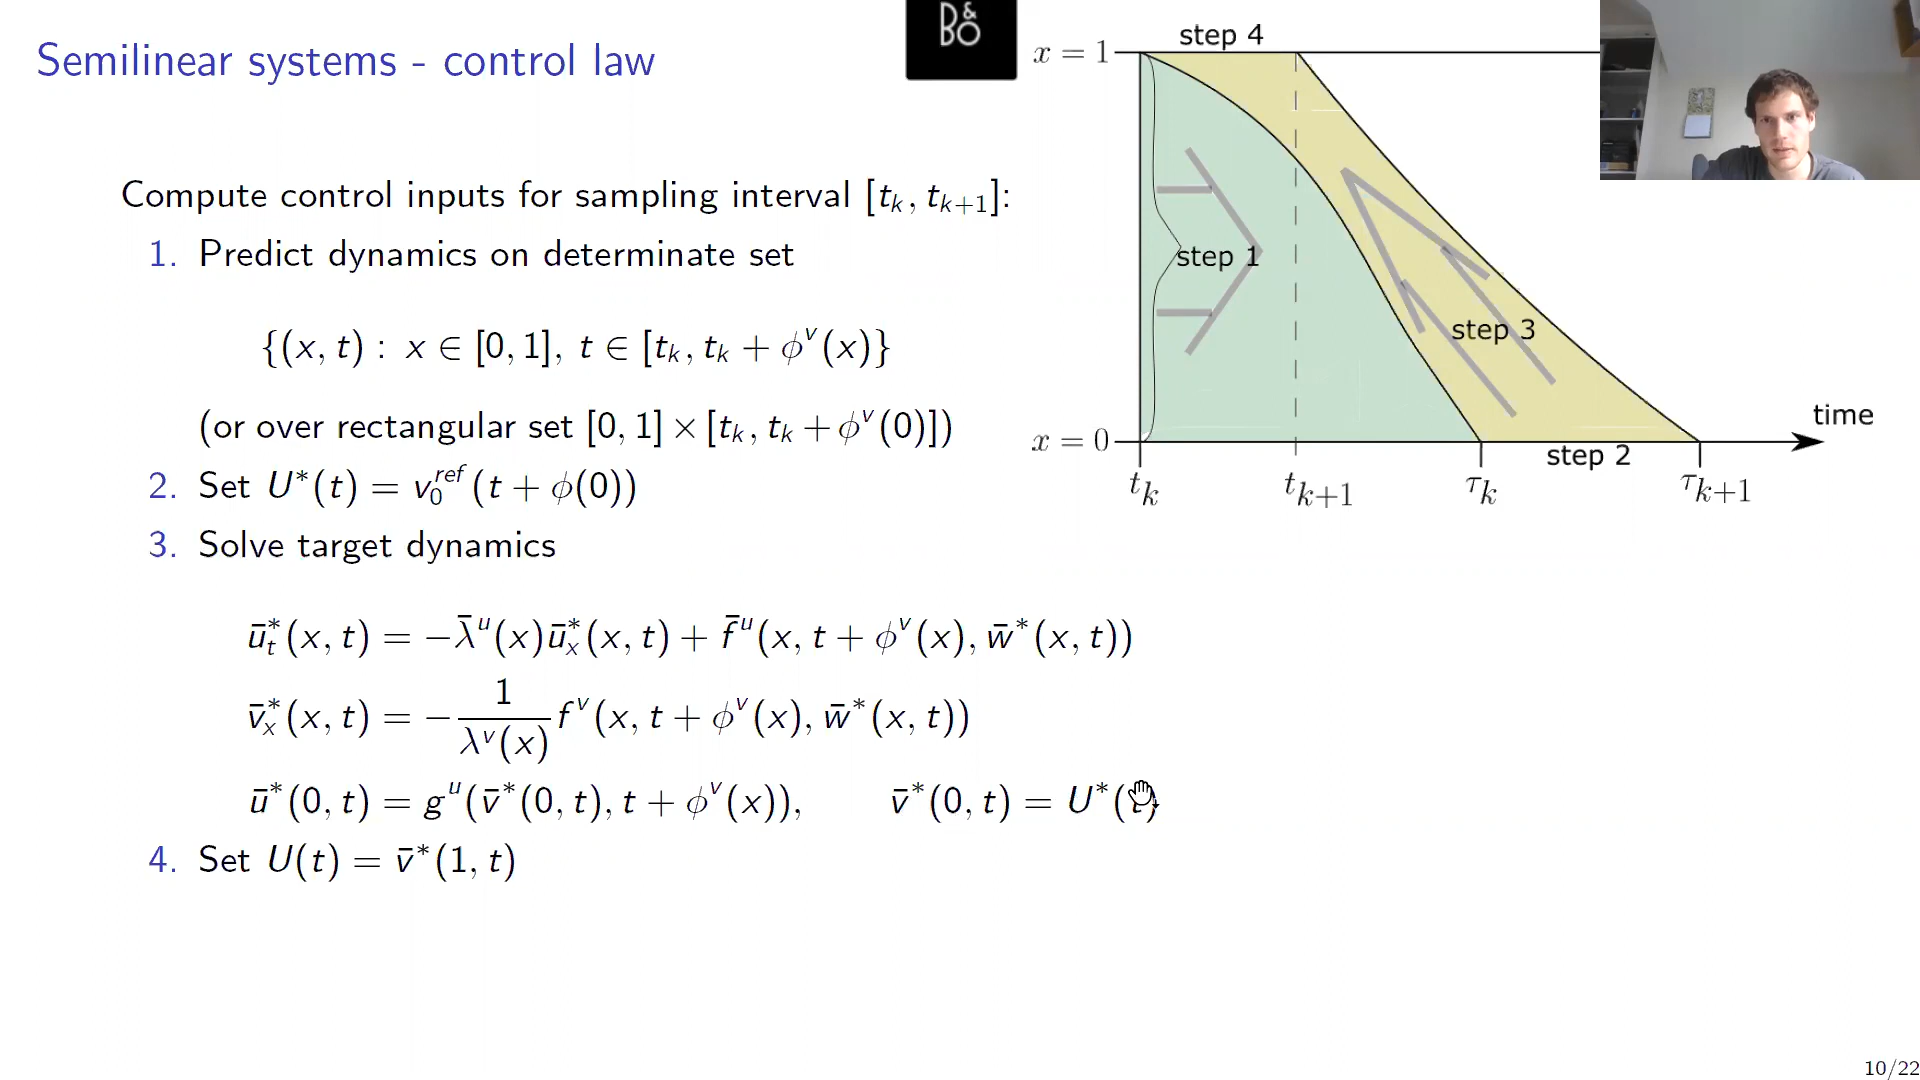 Semilinear systems - control law
B&O
Compute control inputs for sampling interval [t_k, t_{k+1}]:
1. Predict dynamics on determinate set
{(x, t) : x ∈ [0, 1], t ∈ [t_k, t_k + ϕ^v(x)}
(or over rectangular set [0, 1] × [t_k, t_k + ϕ^v(0)])
2. Set U*(t) = v_0^{ref}(t + ϕ(0))
3. Solve target dynamics
ū_t^*(x, t) = −λ̄^u(x)ū_x^*(x, t) + f̄^u(x, t + ϕ^v(x), w̄*(x, t))
v̄_x^*(x, t) = −\frac{1}{λ^v(x)} f^v(x, t + ϕ^v(x), w̄*(x, t))
ū*(0, t) = g^u(v̄*(0, t), t + ϕ^v(x)), v̄*(0, t) = U*(t)
4. Set U(t) = v̄*(1, t)
step 4
x = 1
step 1
step 3
time
x = 0
step 2
t_k t_{k+1} τ_k τ_{k+1}
10/22